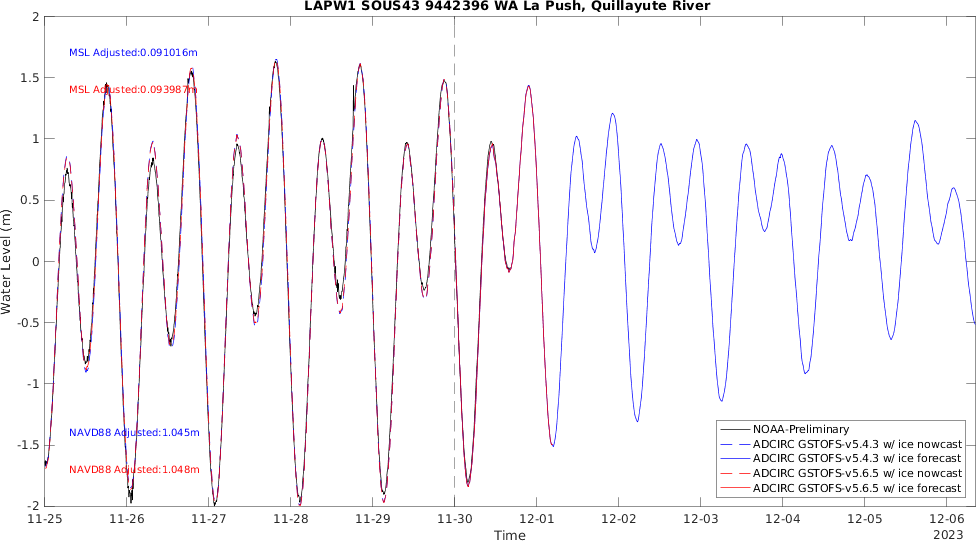 LAPW1 SOUS43 9442396 WA La Push, Quillayute River
2
1.5
1
0.5
0
-0.5
-1
-1.5
-2
Water Level (m)
MSL Adjusted:0.091016m
MSL Adjusted:0.093987m
NAVD88 Adjusted:1.045m
NAVD88 Adjusted:1.048m
NOAA-Preliminary
ADCIRC GSTOFS-v5.4.3 w/ ice nowcast
ADCIRC GSTOFS-v5.4.3 w/ ice forecast
ADCIRC GSTOFS-v5.6.5 w/ ice nowcast
ADCIRC GSTOFS-v5.6.5 w/ ice forecast
11-25 11-26 11-27 11-28 11-29 11-30 12-01 12-02 12-03 12-04 12-05 12-06
2023
Time